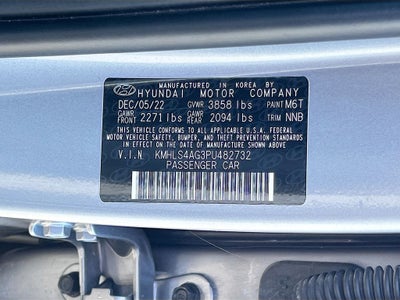 MANUFACTURED IN KOREA BY
HYUNDAI MOTOR COMPANY
DEC/05/22 GVWR 3858 lbs PAINT M6T
GAWR FRONT 2271 lbs GAWR REAR 2094 lbs TRIM NNB
THIS VEHICLE CONFORMS TO ALL APPLICABLE U.S.A. FEDERAL
MOTOR VEHICLE SAFETY, BUMPER, AND THEFT PREVENTION STANDARDS
IN EFFECT ON THE DATE OF MANUFACTURE SHOWN ABOVE.
V.I.N KMHLS4AG3PU482732
PASSENGER CAR